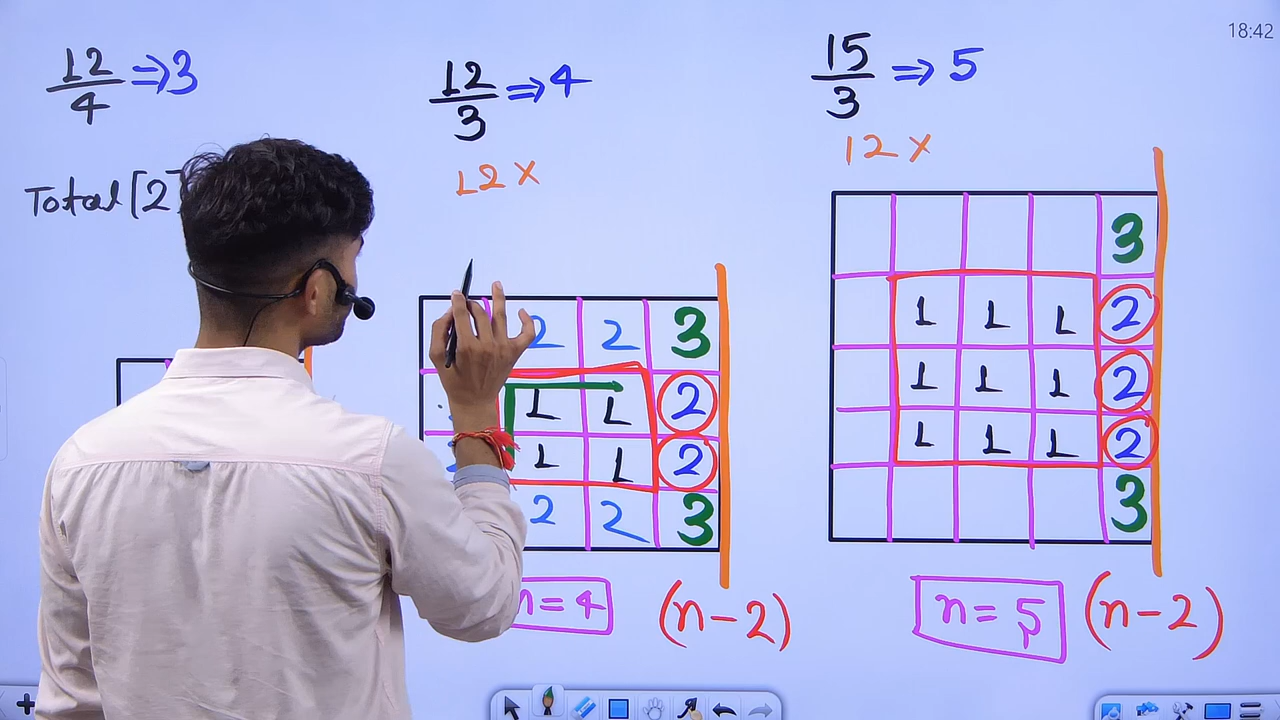 18:42
12/4 ⇒ 3
12/3 ⇒ 4
15/3 ⇒ 5
12 x
12 x
Total [2
3
2 2 3
1 1 1 2
1 1 2
1 1 1 2
1 1 2
1 1 1 2
2 2 3
3
n = 4 (n - 2)
n = 5 (n - 2)